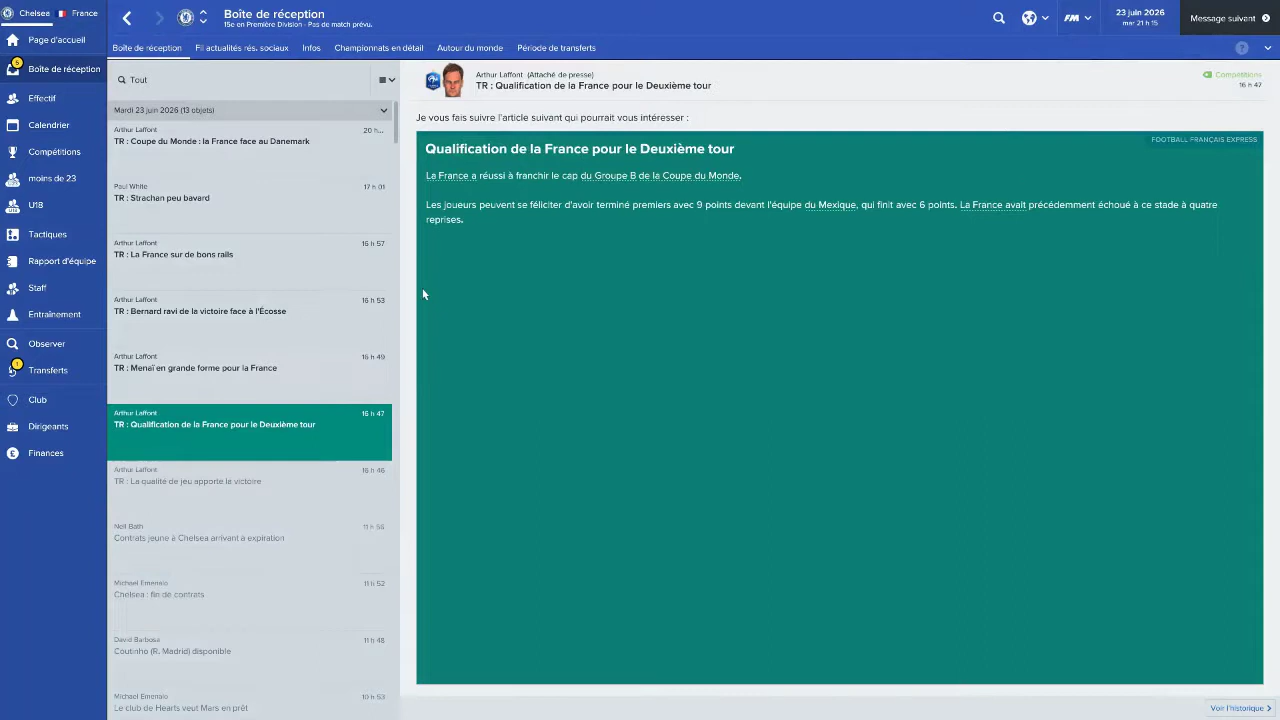 Chelsea
France
Boîte de réception
15e en Première Division - Pas de match prévu.
FM
23 juin 2026
mar 21 h 15
Message suivant
Boîte de réception
Fil actualités rés. sociaux
Infos
Championnats en détail
Autour du monde
Période de transferts
?
Page d'accueil
5
Boîte de réception
Effectif
Calendrier
Compétitions
moins de 23
U18
Tactiques
Rapport d'équipe
Staff
Entraînement
Observer
1
Transferts
Club
Dirigeants
Finances
Tout
Mardi 23 juin 2026 (13 objets)
Arthur Laffont
20 h...
TR : Coupe du Monde : la France face au Danemark
Paul White
17 h 01
TR : Strachan peu bavard
Arthur Laffont
16 h 57
TR : La France sur de bons rails
Arthur Laffont
16 h 53
TR : Bernard ravi de la victoire face à l'Écosse
Arthur Laffont
16 h 49
TR : Menaï en grande forme pour la France
Arthur Laffont
16 h 47
TR : Qualification de la France pour le Deuxième tour
Arthur Laffont
16 h 46
TR : La qualité de jeu apporte la victoire
Neil Bath
11 h 56
Contrats jeune à Chelsea arrivant à expiration
Michael Emenalo
11 h 52
Chelsea : fin de contrats
David Barbosa
11 h 48
Coutinho (R. Madrid) disponible
Michael Emenalo
10 h 53
Le club de Hearts veut Mars en prêt
Arthur Laffont (Attaché de presse)
TR : Qualification de la France pour le Deuxième tour
Compétitions
16 h 47
Je vous fais suivre l'article suivant qui pourrait vous intéresser :
FOOTBALL FRANÇAIS EXPRESS
Qualification de la France pour le Deuxième tour
La France a réussi à franchir le cap du Groupe B de la Coupe du Monde.
Les joueurs peuvent se féliciter d'avoir terminé premiers avec 9 points devant l'équipe du Mexique, qui finit avec 6 points. La France avait précédemment échoué à ce stade à quatre
reprises.
Voir l'historique